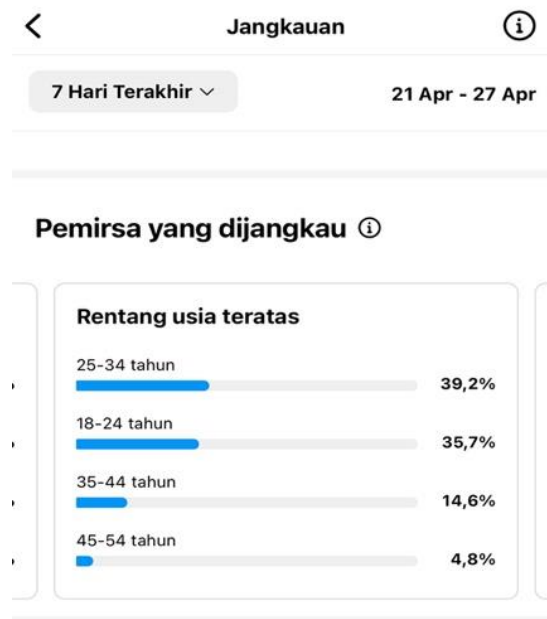 Jangkauan
7 Hari Terakhir
21 Apr - 27 Apr
Pemirsa yang dijangkau
Rentang usia teratas
25-34 tahun
39,2%
18-24 tahun
35,7%
35-44 tahun
14,6%
45-54 tahun
4,8%